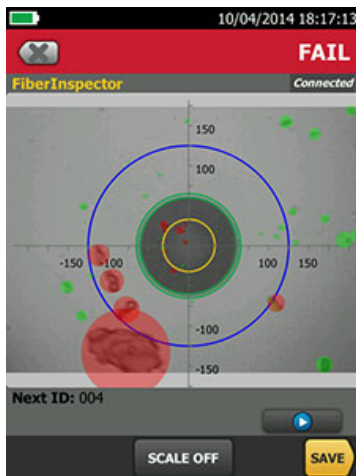 10/04/2014 18:17:13
FAIL
FiberInspector Connected
150
100
-150 -100 100 150
-100
-150
Next ID: 004
SCALE OFF SAVE